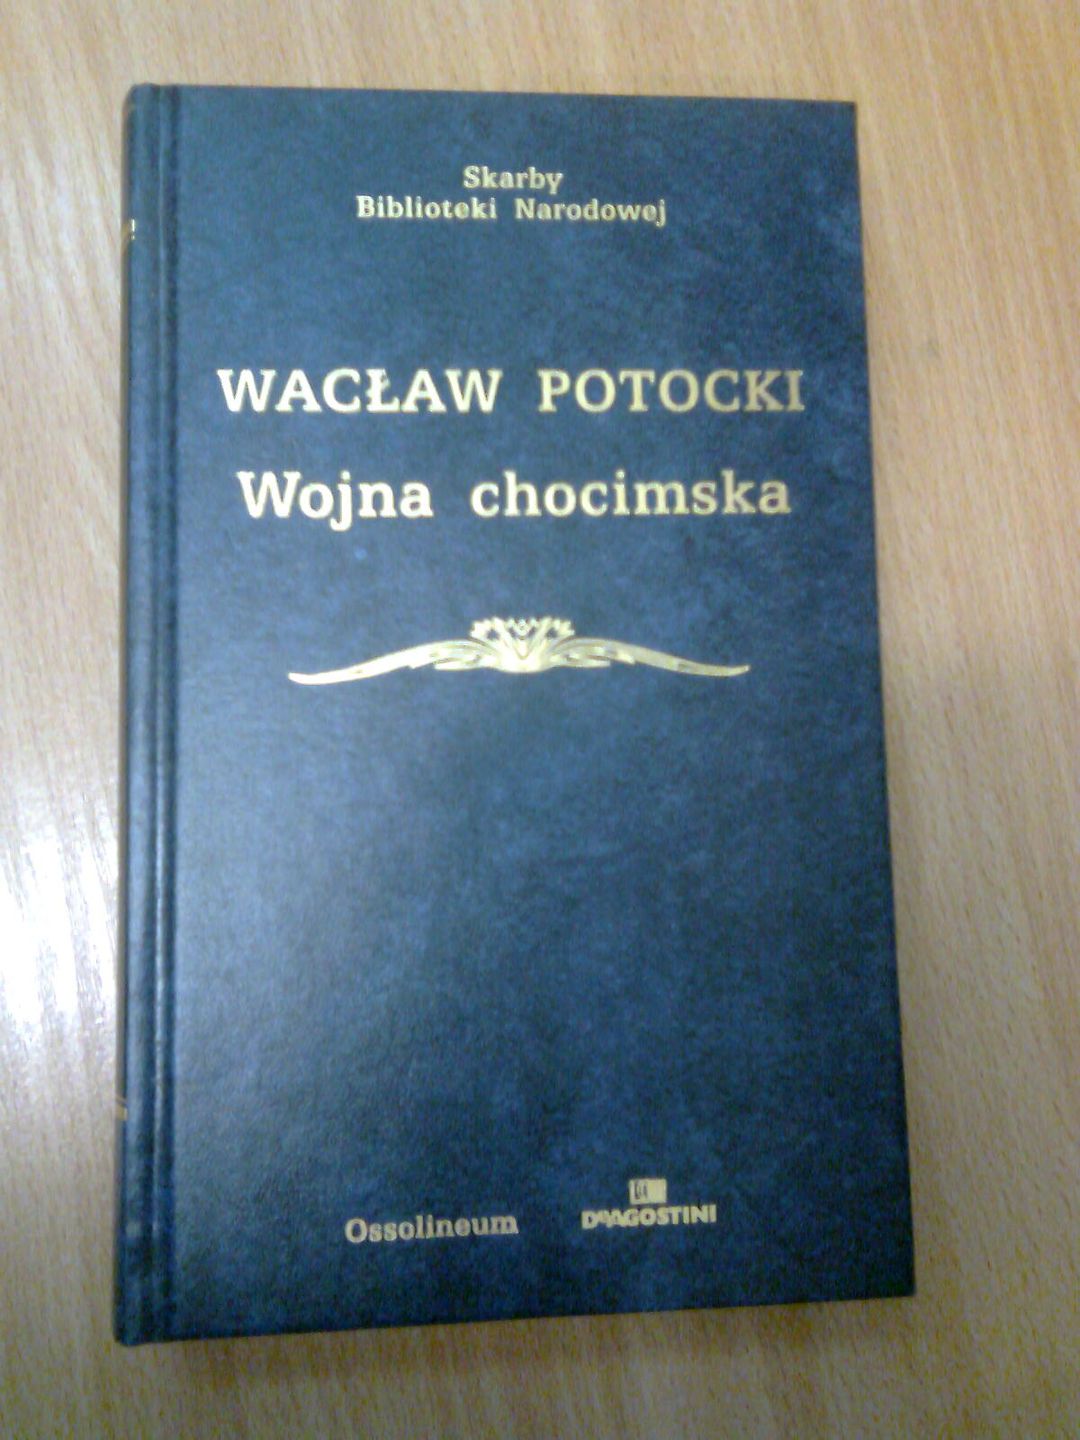 Skarby
Biblioteki Narodowej
WACŁAW POTOCKI
Wojna chocimska
Ossolineum
DeAGOSTINI